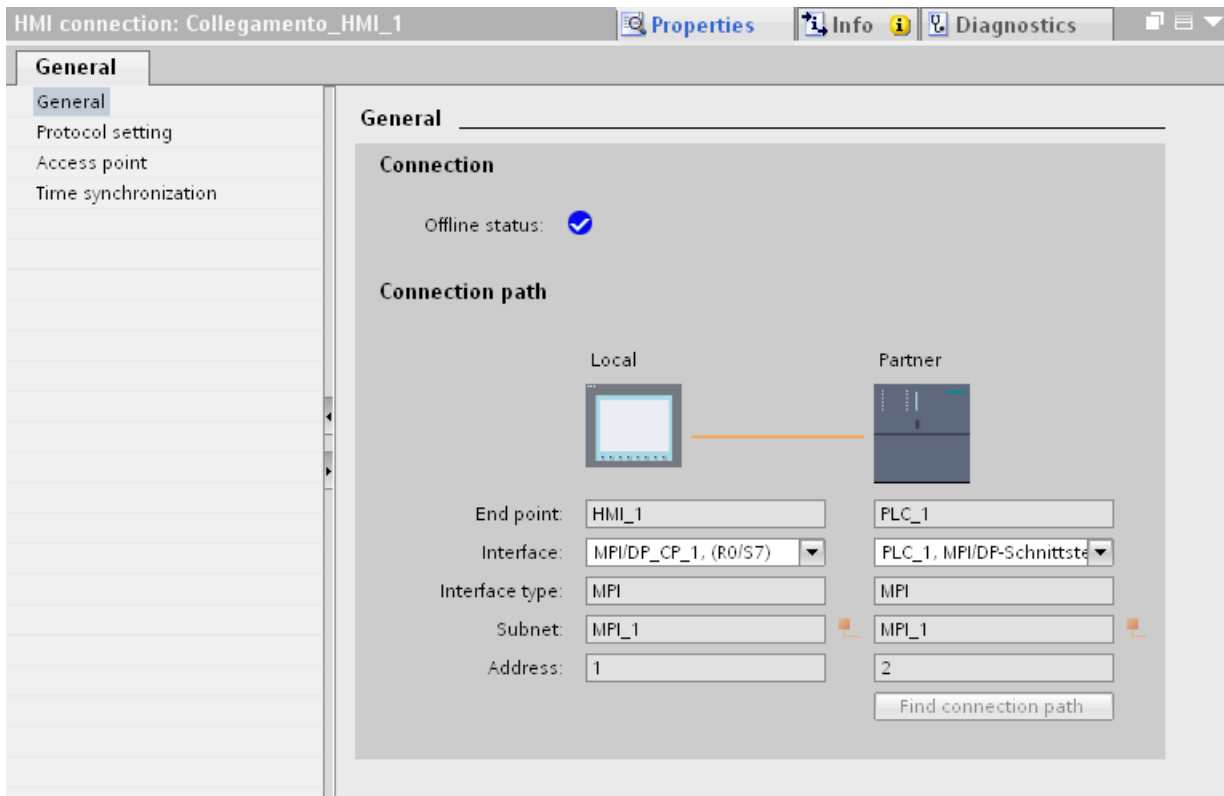 HMI connection: Collegamento_HMI_1
Properties
Info
Diagnostics
General
General
Protocol setting
Access point
Time synchronization
General
Connection
Offline status:
Connection path
Local Partner
End point: HMI_1 PLC_1
Interface: MPI/DP_CP_1, (R0/S7) PLC_1, MPI/DP-Schnittste
Interface type: MPI MPI
Subnet: MPI_1 MPI_1
Address: 1 2
Find connection path